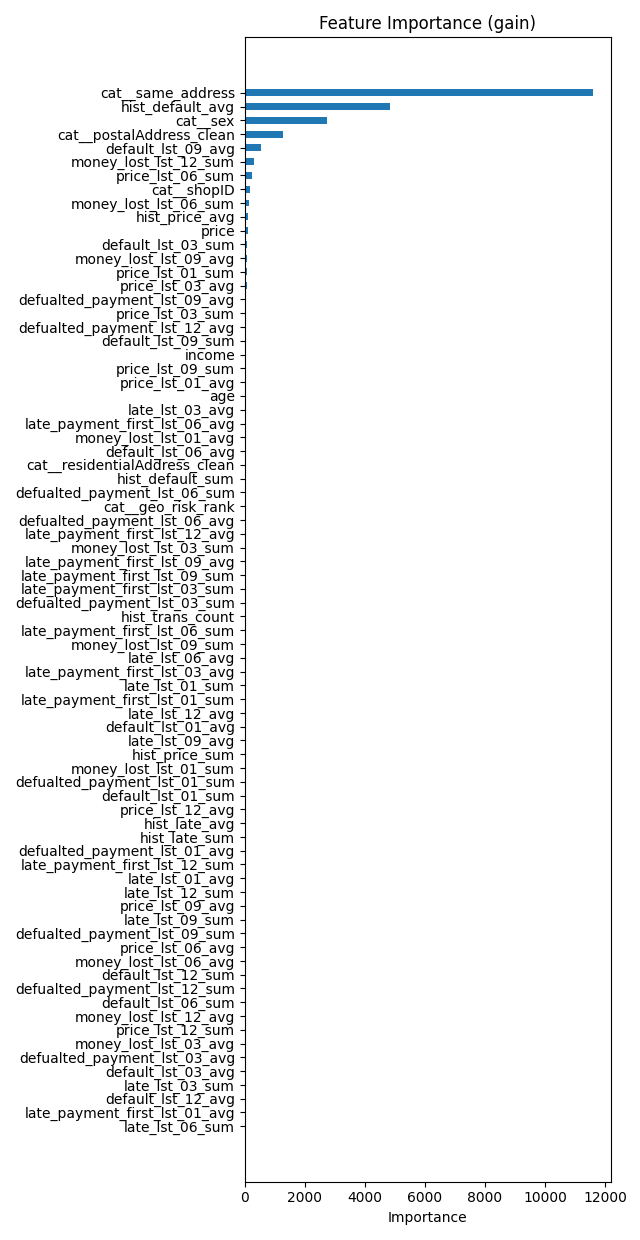 Feature Importance (gain)
cat__same_address
hist_default_avg
cat__sex
cat__postalAddress_clean
default_lst_09_avg
money_lost_lst_12_sum
price_lst_06_sum
cat__shopID
money_lost_lst_06_sum
hist_price_avg
price
default_lst_03_sum
money_lost_lst_09_avg
price_lst_01_sum
price_lst_03_avg
defualted_payment_lst_09_avg
price_lst_03_sum
defualted_payment_lst_12_avg
default_lst_09_sum
income
price_lst_09_sum
price_lst_01_avg
age
late_lst_03_avg
late_payment_first_lst_06_avg
money_lost_lst_01_avg
default_lst_06_avg
cat__residentialAddress_clean
hist_default_sum
defualted_payment_lst_06_sum
cat__geo_risk_rank
defualted_payment_lst_06_avg
late_payment_first_lst_12_avg
money_lost_lst_03_sum
late_payment_first_lst_09_avg
late_payment_first_lst_09_sum
late_payment_first_lst_03_sum
defualted_payment_lst_03_sum
hist_trans_count
late_payment_first_lst_06_sum
money_lost_lst_09_sum
late_lst_06_avg
late_payment_first_lst_03_avg
late_lst_01_sum
late_payment_first_lst_01_sum
late_lst_12_avg
default_lst_01_avg
late_lst_09_avg
hist_price_sum
money_lost_lst_01_sum
defualted_payment_lst_01_sum
default_lst_01_sum
price_lst_12_avg
hist_late_avg
hist_late_sum
defualted_payment_lst_01_avg
late_payment_first_lst_12_sum
late_lst_01_avg
late_lst_12_sum
price_lst_09_avg
late_lst_09_sum
defualted_payment_lst_09_sum
price_lst_06_avg
money_lost_lst_06_avg
default_lst_12_sum
defualted_payment_lst_12_sum
default_lst_06_sum
money_lost_lst_12_avg
price_lst_12_sum
money_lost_lst_03_avg
defualted_payment_lst_03_avg
default_lst_03_avg
late_lst_03_sum
default_lst_12_avg
late_payment_first_lst_01_avg
late_lst_06_sum
0 2000 4000 6000 8000 10000 12000
Importance